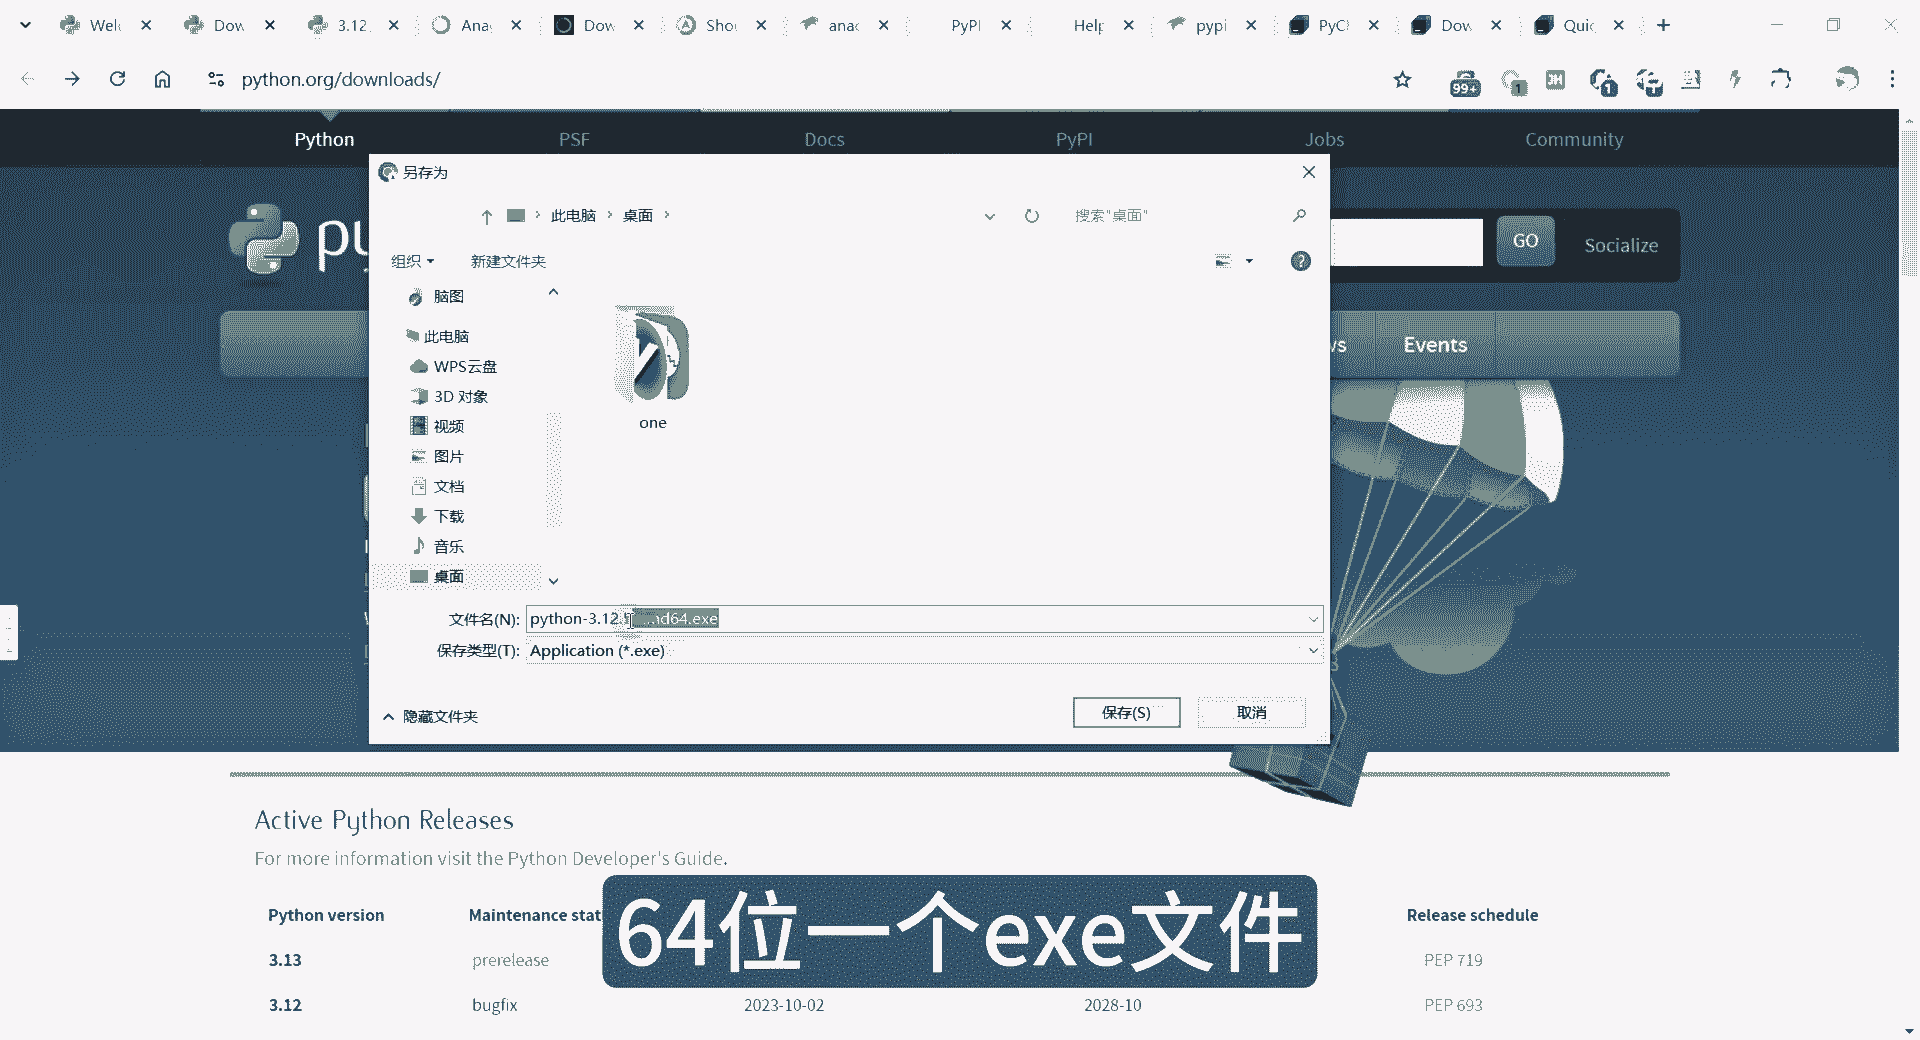 Welc
Dow
3.12.
Ana
Dow
Shou
anac
PyPI
Help
pypi
PyC
Dow
Quic
python.org/downloads/
99+
1
1
Python
PSF
Docs
PyPI
Jobs
Community
另存为
此电脑 › 桌面 ›
搜索"桌面"
GO
Socialize
组织
新建文件夹
脑图
此电脑
WPS云盘
3D 对象
视频
图片
文档
下载
音乐
桌面
one
Events
文件名(N):
python-3.12
d64.exe
保存类型(T):
Application (*.exe)
隐藏文件夹
保存(S)
取消
Active Python Releases
For more information visit the Python Developer's Guide.
Python version
Maintenance stat
Release schedule
3.13
prerelease
PEP 719
64位一个exe文件
3.12
bugfix
2023-10-02
2028-10
PEP 693